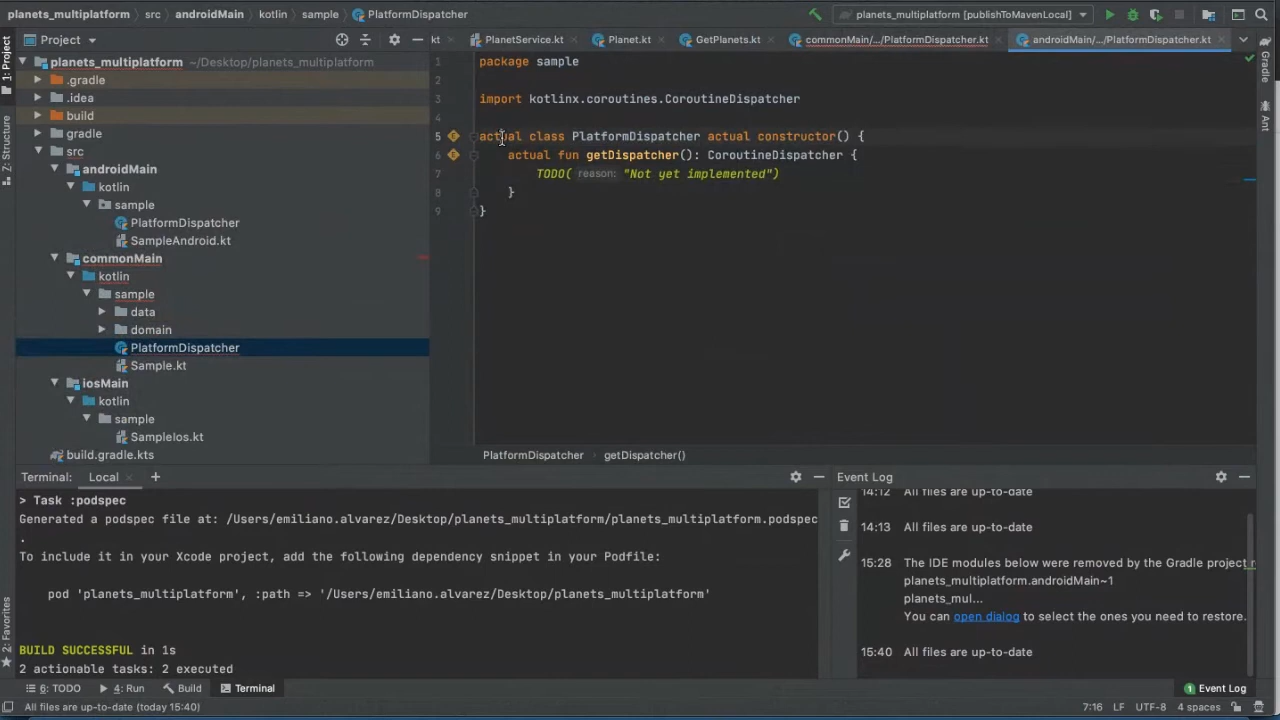 planets_multiplatform src androidMain kotlin sample PlatformDispatcher planets_multiplatform [publishToMavenLocal]
Project kt PlanetService.kt Planet.kt GetPlanets.kt commonMain/.../PlatformDispatcher.kt androidMain/.../PlatformDispatcher.kt
1: Project
Z: Structure
2: Favorites
Gradle
Ant
planets_multiplatform ~/Desktop/planets_multiplatform
.gradle
.idea
build
gradle
src
androidMain
kotlin
sample
PlatformDispatcher
SampleAndroid.kt
commonMain
kotlin
sample
data
domain
PlatformDispatcher
Sample.kt
iosMain
kotlin
sample
SampleIos.kt
build.gradle.kts
1 package sample
2
3 import kotlinx.coroutines.CoroutineDispatcher
4
5 actual class PlatformDispatcher actual constructor() {
6 actual fun getDispatcher(): CoroutineDispatcher {
7 TODO( reason: "Not yet implemented")
8 }
9 }
PlatformDispatcher getDispatcher()
Terminal: Local
> Task :podspec
Generated a podspec file at: /Users/emiliano.alvarez/Desktop/planets_multiplatform/planets_multiplatform.podspec
.
To include it in your Xcode project, add the following dependency snippet in your Podfile:
pod 'planets_multiplatform', :path => '/Users/emiliano.alvarez/Desktop/planets_multiplatform'
BUILD SUCCESSFUL in 1s
2 actionable tasks: 2 executed
Event Log
14:12 All files are up-to-date
14:13 All files are up-to-date
15:28 The IDE modules below were removed by the Gradle project r
planets_multiplatform.androidMain~1
planets_mul...
You can open dialog to select the ones you need to restore.
15:40 All files are up-to-date
6: TODO 4: Run Build Terminal 1 Event Log
All files are up-to-date (today 15:40) 7:16 LF UTF-8 4 spaces